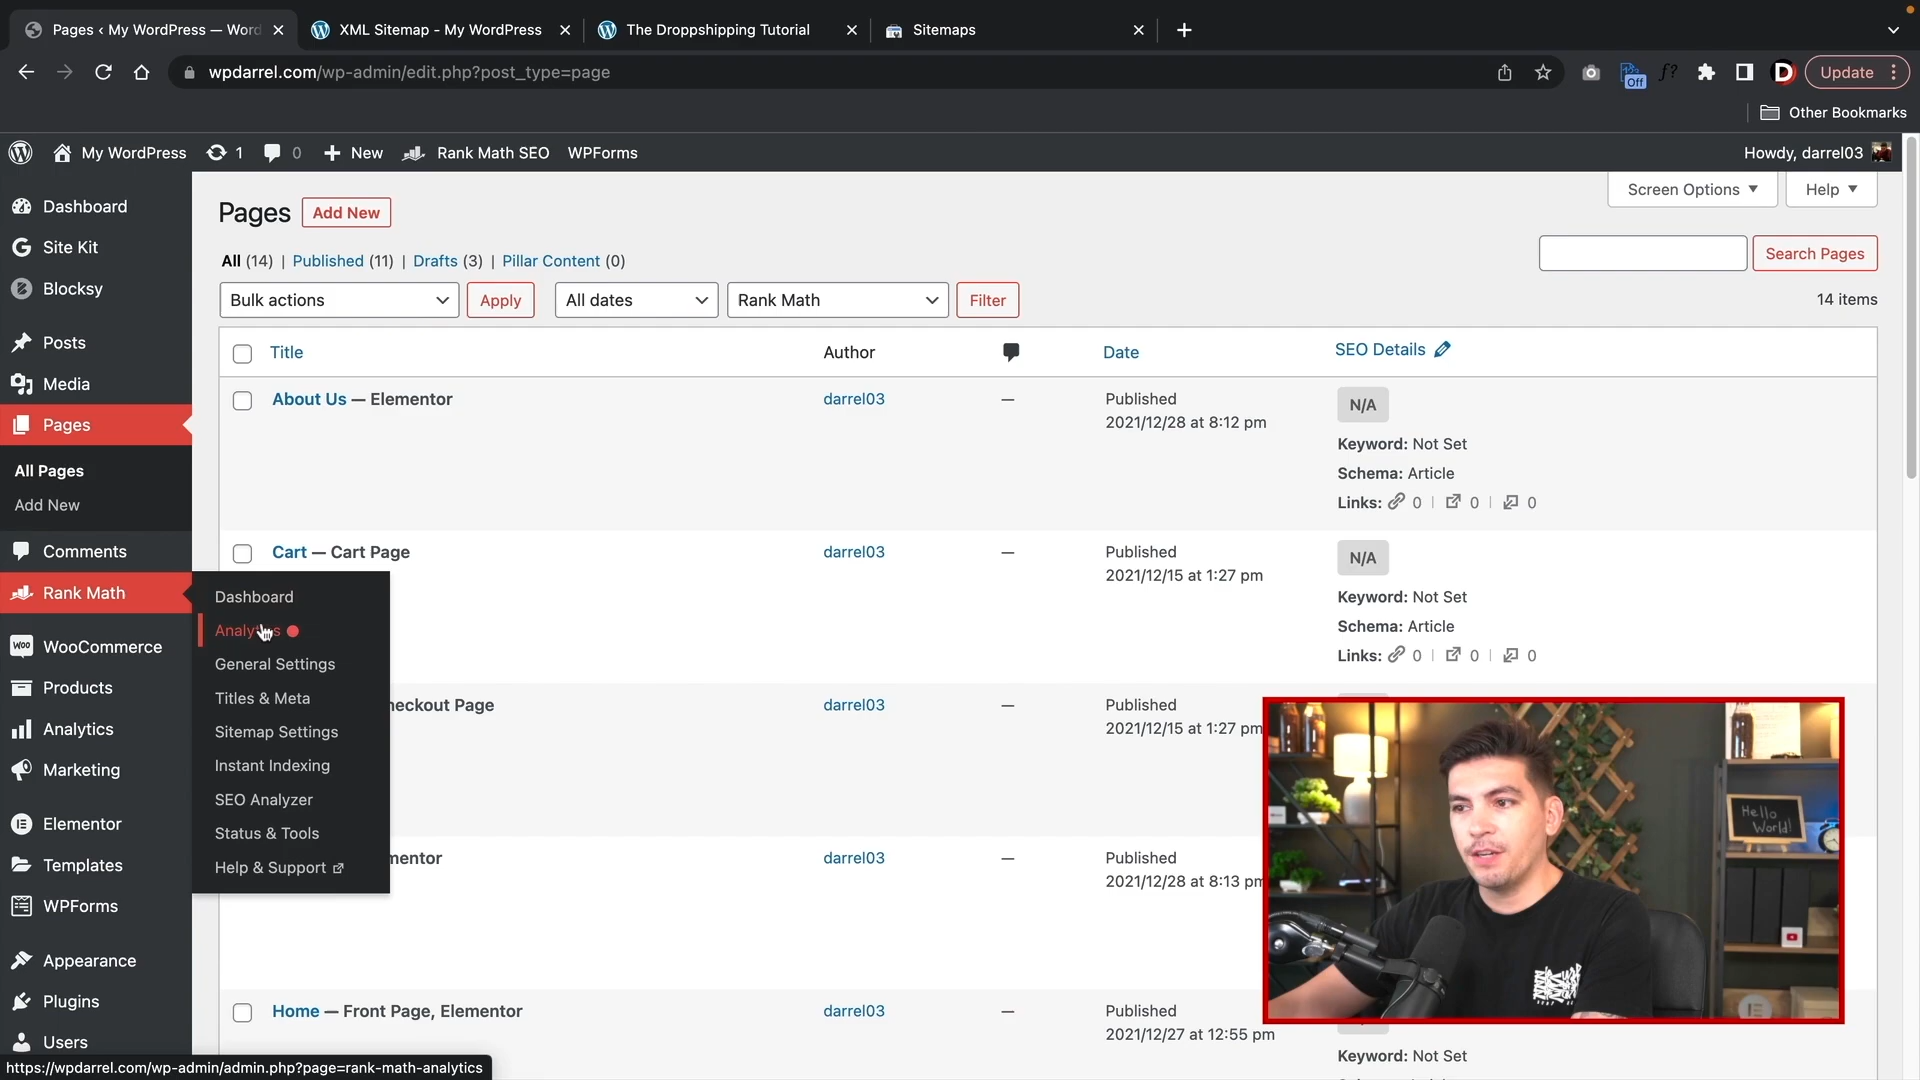 Pages ‹ My WordPress — Word
XML Sitemap - My WordPress
The Droppshipping Tutorial
Sitemaps
wpdarrel.com/wp-admin/edit.php?post_type=page
Off
f?
D
Update
Other Bookmarks
My WordPress
1
0
New
Rank Math SEO
WPForms
Howdy, darrel03
Dashboard
Site Kit
Blocksy
Posts
Media
Pages
All Pages
Add New
Comments
Rank Math
WooCommerce
Products
Analytics
Marketing
Elementor
Templates
WPForms
Appearance
Plugins
Users
Dashboard
Analytics
General Settings
Titles & Meta
Sitemap Settings
Instant Indexing
SEO Analyzer
Status & Tools
Help & Support
Screen Options
Help
Pages
Add New
All (14) | Published (11) | Drafts (3) | Pillar Content (0)
Search Pages
Bulk actions
Apply
All dates
Rank Math
Filter
14 items
Title
Author
Date
SEO Details
About Us — Elementor
darrel03
—
Published
2021/12/28 at 8:12 pm
N/A
Keyword: Not Set
Schema: Article
Links: 0 | 0 | 0
Cart — Cart Page
darrel03
—
Published
2021/12/15 at 1:27 pm
N/A
Keyword: Not Set
Schema: Article
Links: 0 | 0 | 0
heckout Page
darrel03
—
Published
2021/12/15 at 1:27 pm
mentor
darrel03
—
Published
2021/12/28 at 8:13 pm
Home — Front Page, Elementor
darrel03
—
Published
2021/12/27 at 12:55 pm
Keyword: Not Set
Hello
World!
https://wpdarrel.com/wp-admin/admin.php?page=rank-math-analytics